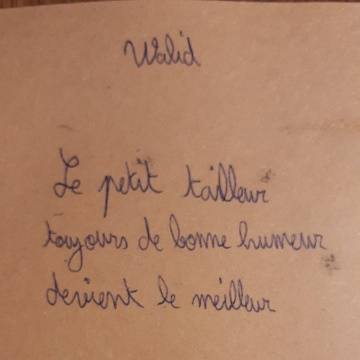 Walid
Le petit tailleur
toujours de bonne humeur
devient le meilleur